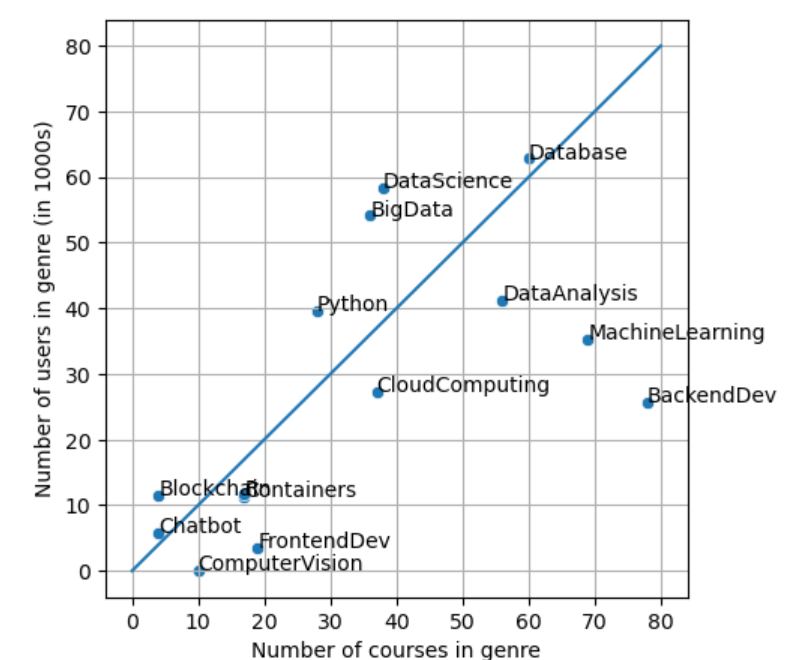 Number of users in genre (in 1000s)
80
70
60
50
40
30
20
10
0
Database
DataScience
BigData
DataAnalysis
Python
MachineLearning
CloudComputing
BackendDev
Blockchain
Containers
Chatbot
FrontendDev
ComputerVision
0 10 20 30 40 50 60 70 80
Number of courses in genre